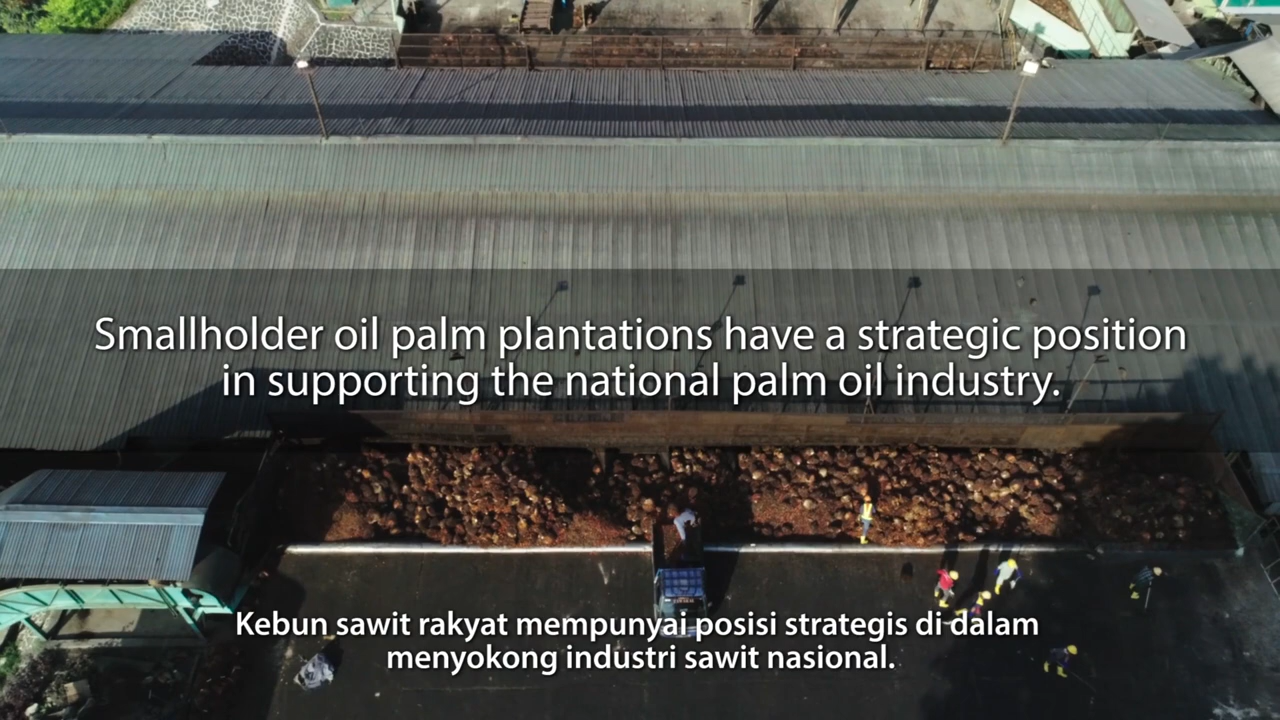 Smallholder oil palm plantations have a strategic position
in supporting the national palm oil industry.
Kebun sawit rakyat mempunyai posisi strategis di dalam
menyokong industri sawit nasional.